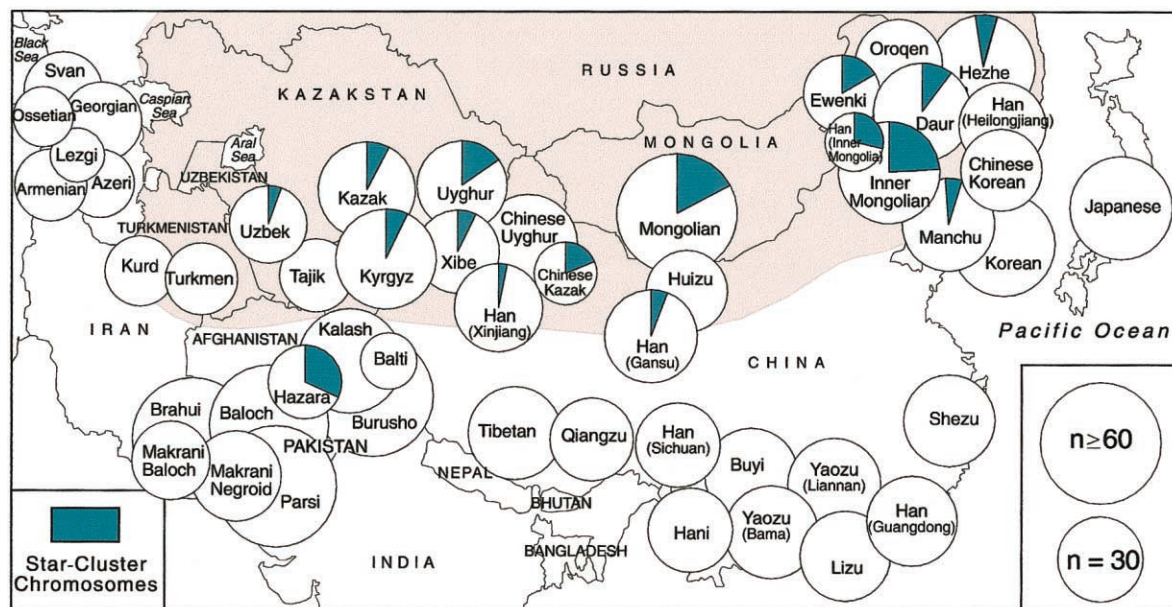 Black
Sea
Svan
Ossetian
Georgian
Caspian
Sea
Lezgi
Armenian
Azeri
KAZAKSTAN
RUSSIA
MONGOLIA
Aral
Sea
UZBEKISTAN
TURKMENISTAN
Uzbek
Kazak
Uyghur
Kyrgyz
Xibe
Chinese
Uyghur
Chinese
Kazak
Tajik
Kurd
Turkmen
Han
(Xinjiang)
Mongolian
Huizu
Han
(Gansu)
Oroqen
Hezhe
Ewenki
Daur
Han
(Heilongjiang)
Han
(Inner
Mongolia)
Inner
Mongolian
Chinese
Korean
Manchu
Korean
Japanese
Pacific Ocean
IRAN
AFGHANISTAN
Kalash
Balti
Hazara
Burusho
Brahui
Baloch
PAKISTAN
Makrani
Baloch
Makrani
Negroid
Parsi
CHINA
Tibetan
Qiangzu
Han
(Sichuan)
Buyi
Yaozu
(Liannan)
Shezu
NEPAL
BHUTAN
BANGLADESH
INDIA
Hani
Yaozu
(Bama)
Lizu
Han
(Guangdong)
Star-Cluster
Chromosomes
n≥60
n = 30